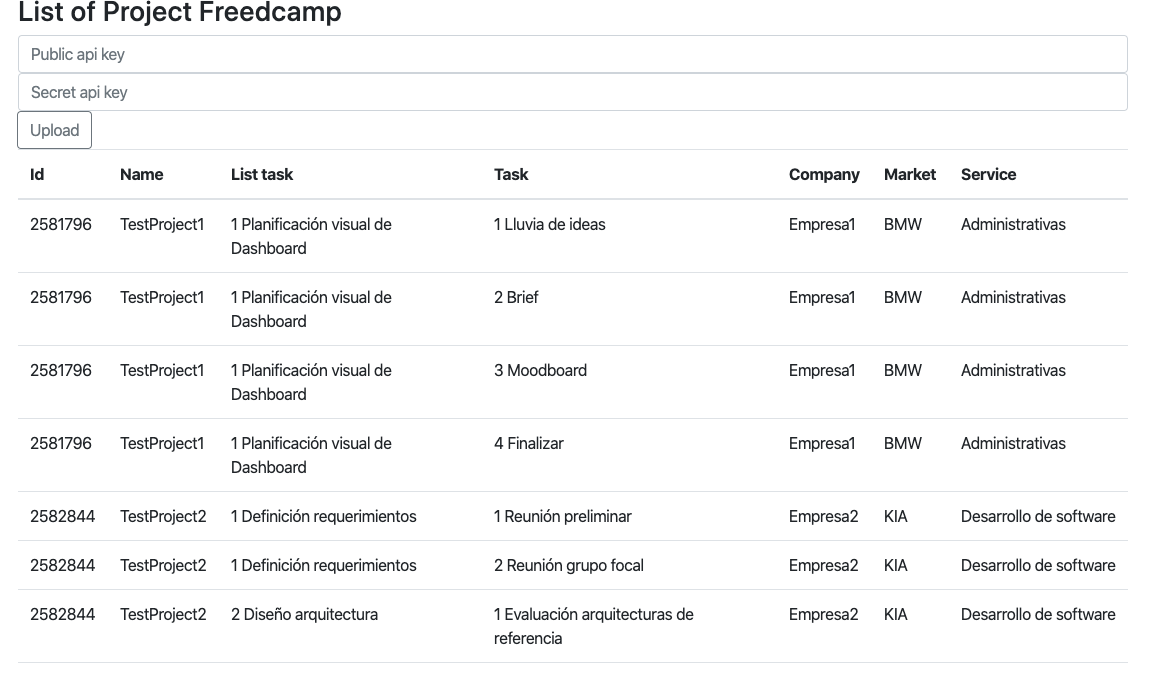 List of Project Freedcamp
Public api key
Secret api key
Upload
Id Name List task Task Company Market Service
2581796 TestProject1 1 Planificación visual de 1 Lluvia de ideas Empresa1 BMW Administrativas
Dashboard
2581796 TestProject1 1 Planificación visual de 2 Brief Empresa1 BMW Administrativas
Dashboard
2581796 TestProject1 1 Planificación visual de 3 Moodboard Empresa1 BMW Administrativas
Dashboard
2581796 TestProject1 1 Planificación visual de 4 Finalizar Empresa1 BMW Administrativas
Dashboard
2582844 TestProject2 1 Definición requerimientos 1 Reunión preliminar Empresa2 KIA Desarrollo de software
2582844 TestProject2 1 Definición requerimientos 2 Reunión grupo focal Empresa2 KIA Desarrollo de software
2582844 TestProject2 2 Diseño arquitectura 1 Evaluación arquitecturas de Empresa2 KIA Desarrollo de software
referencia